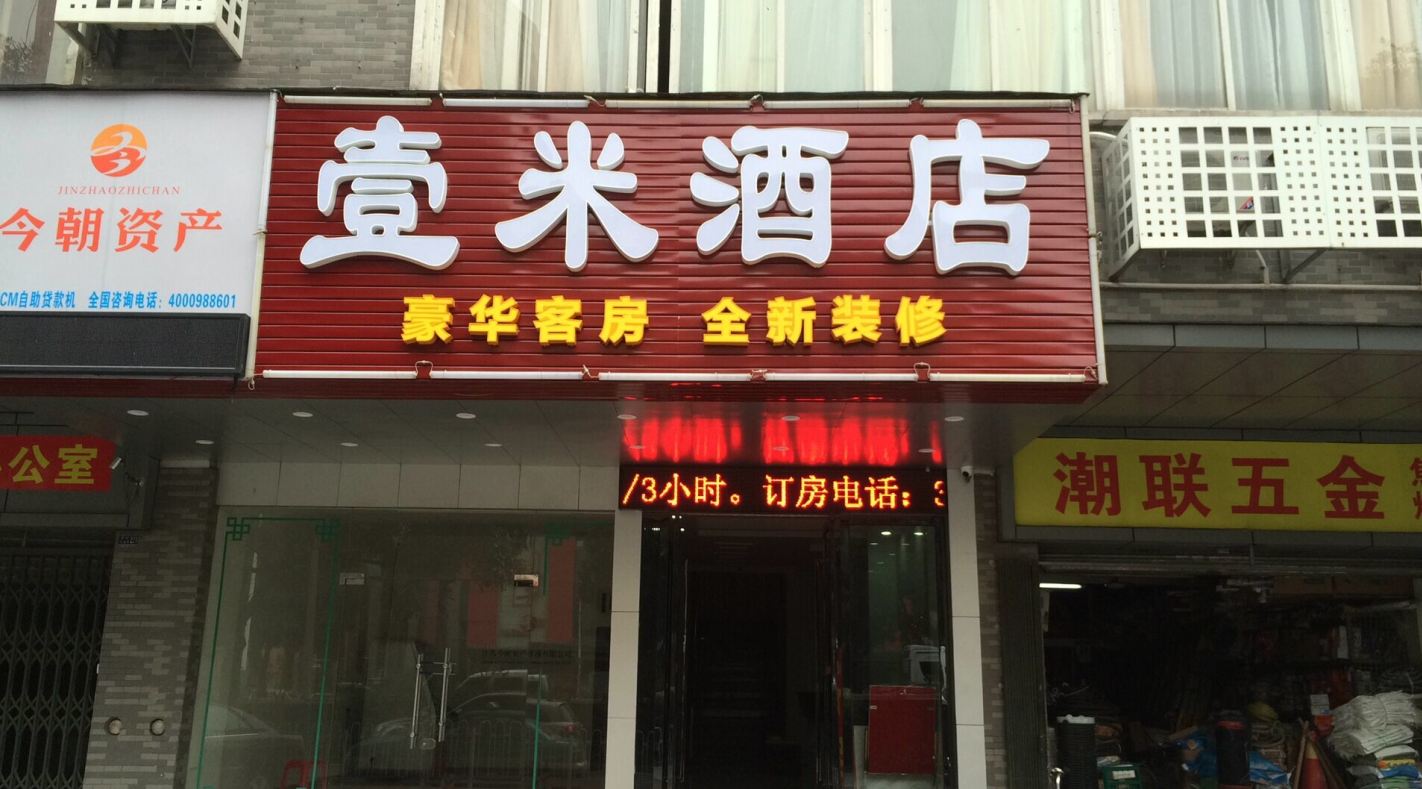 壹米酒店
豪华客房 全新装修
/3小时。订房电话：3
JINZHAOZHICHAN
今朝资产
CM自助贷款机 全国咨询电话：4000988601
公室
潮联五金